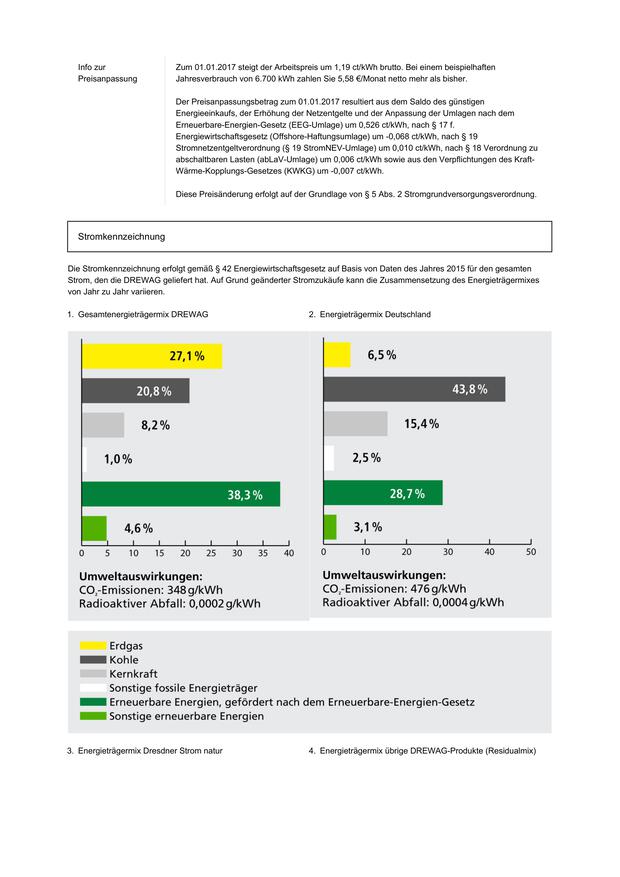 Info zur
Preisanpassung
Zum 01.01.2017 steigt der Arbeitspreis um 1,19 ct/kWh brutto. Bei einem beispielhaften
Jahresverbrauch von 6.700 kWh zahlen Sie 5,58 €/Monat netto mehr als bisher.
Der Preisanpassungsbetrag zum 01.01.2017 resultiert aus dem Saldo des günstigen
Energieeinkaufs, der Erhöhung der Netzentgelte und der Anpassung der Umlagen nach dem
Erneuerbare-Energien-Gesetz (EEG-Umlage) um 0,526 ct/kWh, nach § 17 f.
Energiewirtschaftsgesetz (Offshore-Haftungsumlage) um -0,068 ct/kWh, nach § 19
Stromnetzentgeltverordnung (§ 19 StromNEV-Umlage) um 0,010 ct/kWh, nach § 18 Verordnung zu
abschaltbaren Lasten (abLaV-Umlage) um 0,006 ct/kWh sowie aus den Verpflichtungen des Kraft-
Wärme-Kopplungs-Gesetzes (KWKG) um -0,007 ct/kWh.
Diese Preisänderung erfolgt auf der Grundlage von § 5 Abs. 2 Stromgrundversorgungsverordnung.
Stromkennzeichnung
Die Stromkennzeichnung erfolgt gemäß § 42 Energiewirtschaftsgesetz auf Basis von Daten des Jahres 2015 für den gesamten
Strom, den die DREWAG geliefert hat. Auf Grund geänderter Stromzukäufe kann die Zusammensetzung des Energieträgermixes
von Jahr zu Jahr variieren.
1. Gesamtenergieträgermix DREWAG
27,1 %
20,8 %
8,2 %
1,0 %
38,3 %
4,6 %
0 5 10 15 20 25 30 35 40
Umweltauswirkungen:
CO₂-Emissionen: 348 g/kWh
Radioaktiver Abfall: 0,0002 g/kWh
2. Energieträgermix Deutschland
6,5 %
43,8 %
15,4 %
2,5 %
28,7 %
3,1 %
0 10 20 30 40 50
Umweltauswirkungen:
CO₂-Emissionen: 476 g/kWh
Radioaktiver Abfall: 0,0004 g/kWh
Erdgas
Kohle
Kernkraft
Sonstige fossile Energieträger
Erneuerbare Energien, gefördert nach dem Erneuerbare-Energien-Gesetz
Sonstige erneuerbare Energien
3. Energieträgermix Dresdner Strom natur
4. Energieträgermix übrige DREWAG-Produkte (Residualmix)